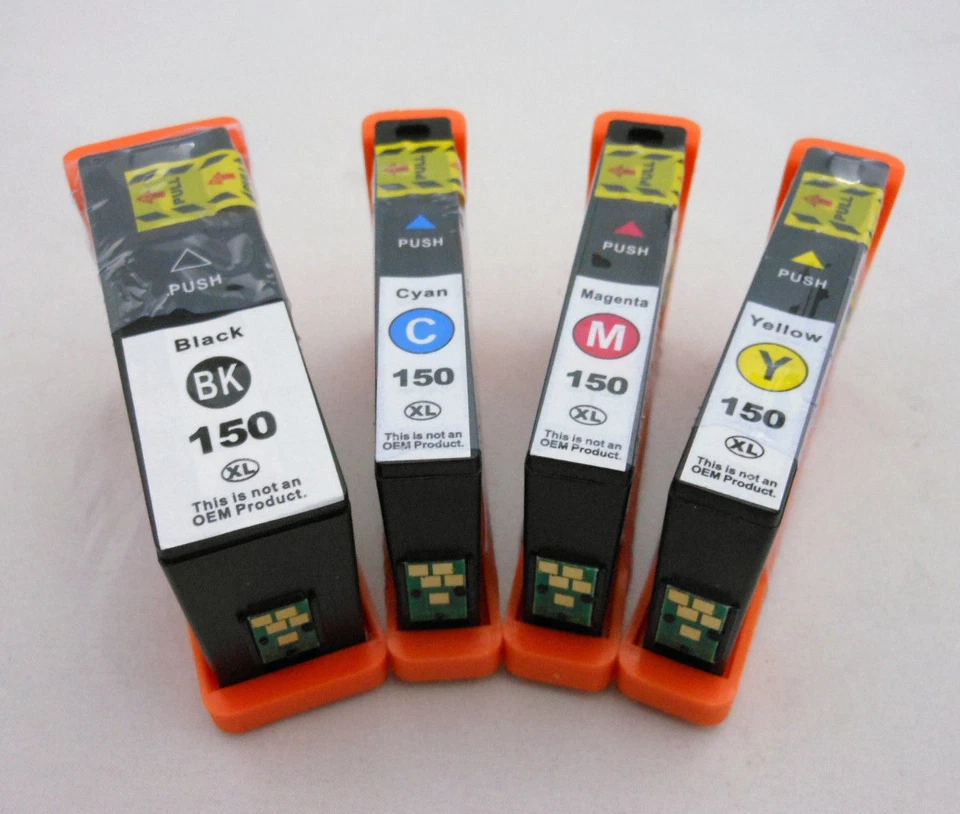 PULL
PUSH
Black
BK
150
XL
This is not an
OEM Product.
PULL
PUSH
Cyan
C
150
XL
This is not an
OEM Product.
PULL
PUSH
Magenta
M
150
XL
This is not an
OEM Product.
PULL
PUSH
Yellow
Y
150
XL
This is not an
OEM Product.